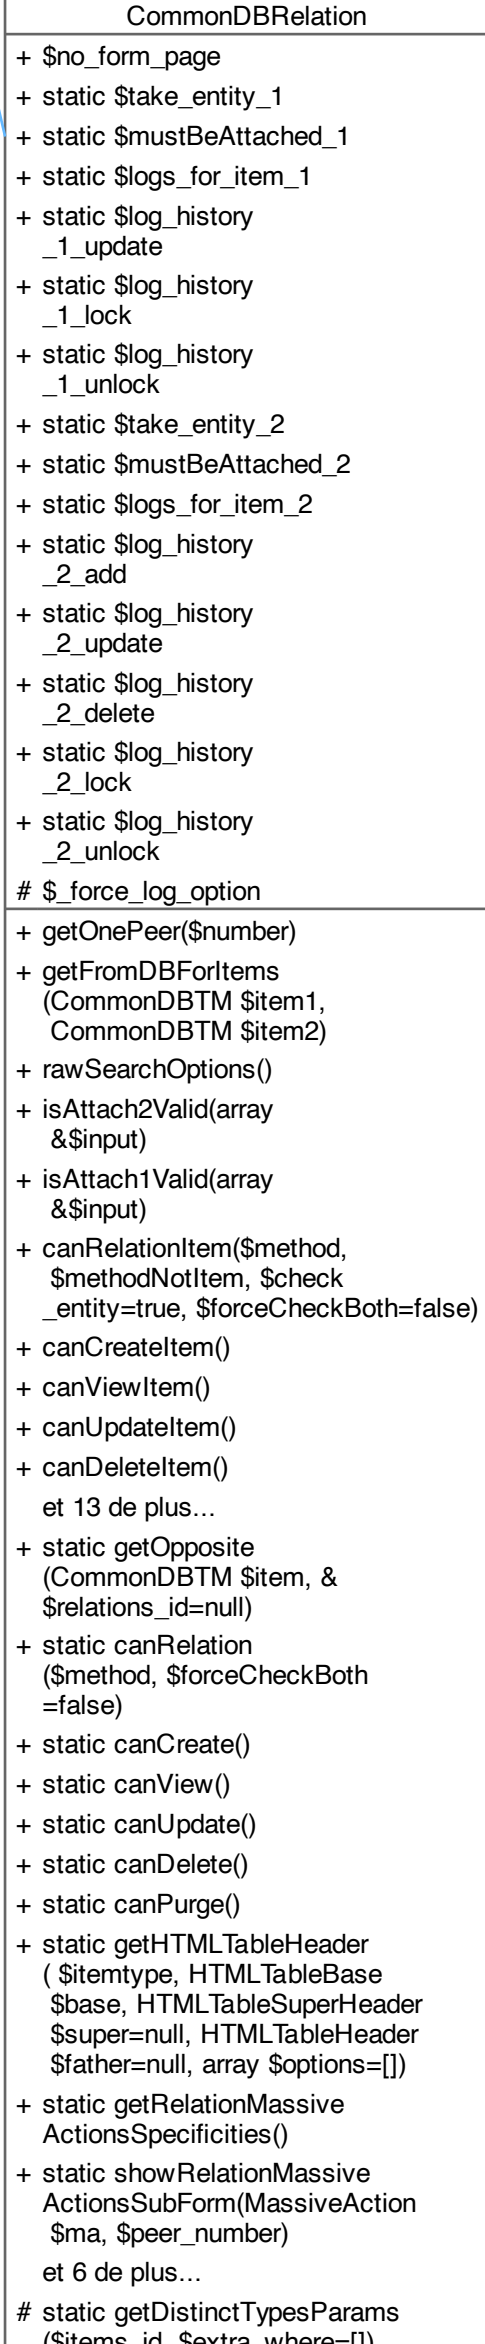 CommonDBRelation
+ $no_form_page
+ static $take_entity_1
+ static $mustBeAttached_1
+ static $logs_for_item_1
+ static $log_history
_1_update
+ static $log_history
_1_lock
+ static $log_history
_1_unlock
+ static $take_entity_2
+ static $mustBeAttached_2
+ static $logs_for_item_2
+ static $log_history
_2_add
+ static $log_history
_2_update
+ static $log_history
_2_delete
+ static $log_history
_2_lock
+ static $log_history
_2_unlock
# $_force_log_option
+ getOnePeer($number)
+ getFromDBForItems
(CommonDBTM $item1,
CommonDBTM $item2)
+ rawSearchOptions()
+ isAttach2Valid(array
&$input)
+ isAttach1Valid(array
&$input)
+ canRelationItem($method,
$methodNotItem, $check
_entity=true, $forceCheckBoth=false)
+ canCreateItem()
+ canViewItem()
+ canUpdateItem()
+ canDeleteItem()
et 13 de plus...
+ static getOpposite
(CommonDBTM $item, &
$relations_id=null)
+ static canRelation
($method, $forceCheckBoth
=false)
+ static canCreate()
+ static canView()
+ static canUpdate()
+ static canDelete()
+ static canPurge()
+ static getHTMLTableHeader
( $itemtype, HTMLTableBase
$base, HTMLTableSuperHeader
$super=null, HTMLTableHeader
$father=null, array $options=[])
+ static getRelationMassive
ActionsSpecificities()
+ static showRelationMassive
ActionsSubForm(MassiveAction
$ma, $peer_number)
et 6 de plus...
# static getDistinctTypesParams
($items_id, $extra_where=[])